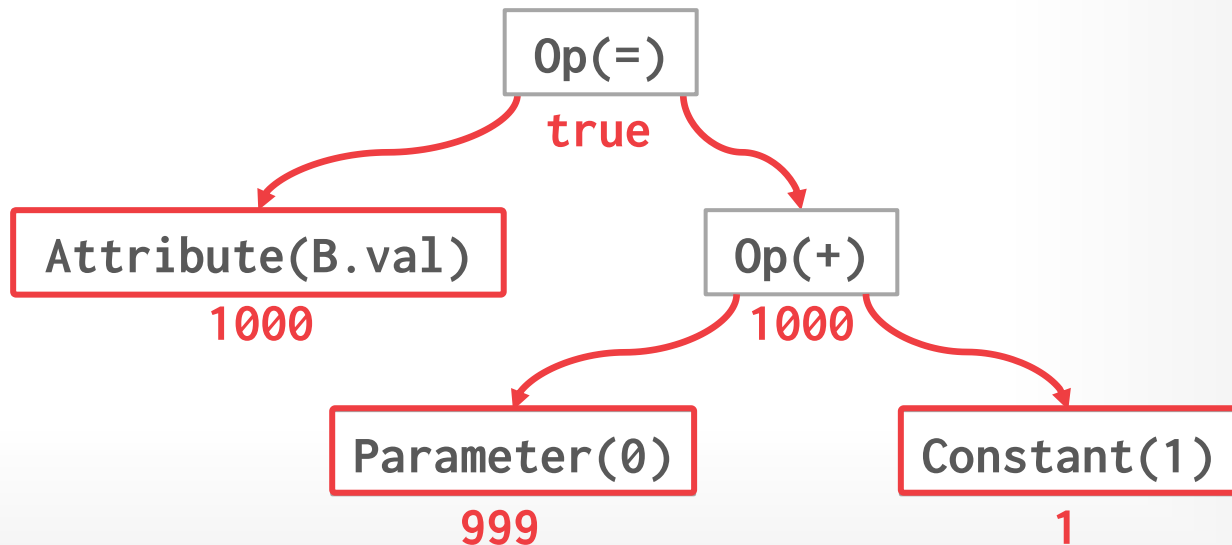 Op(=)
true
Attribute(B.val)
1000
Op(+)
1000
Parameter(0)
999
Constant(1)
1